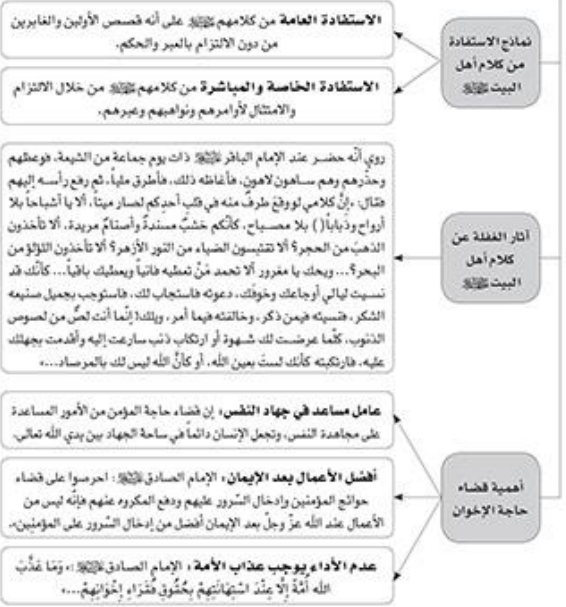 نماذج الاستفادة
من كلام أهل
البيت
الاستفادة العامة من كلامهم على أنه قصص الأولين والغابرين
من دون الالتزام بالعبر والحكم.
الاستفادة الخاصة والمباشرة من كلامهم من خلال الالتزام
والامتثال لأوامرهم ونواهيهم وعبرهم.
آثار الغفلة عن
كلام أهل
البيت
روي أنّه حضر عند الإمام الباقر ذات يوم جماعة من الشيعة، فوعظهم
وحذّرهم وهم ساهون لاهون، فأغاظه ذلك، فأطرق ملياً، ثم رفع رأسه إليهم
فقال: «إنّ كلامي لو وقع طرفٌ منه في قلب أحدكم لصار ميتاً، ألا يا أشباحاً بلا
أرواح وذباباً() بلا مصباح، كأنّكم خشبٌ مسندةٌ وأصنامٌ مريدة، ألا تأخذون
الذهبَ من الحجر؟ ألا تقتبسون الضياء من النور الأزهر؟ ألا تأخذون اللؤلؤ من
البحر؟... ويحك يا مغرور ألا تحمد مَنْ تعطيه فانياً ويعطيك باقياً... كأنّك قد
نسيت ليالي أوجاعك وخوفك، دعوته فاستجاب لك، فاستوجب بجميل صنيعه
الشكر، فنسيته فيمن ذكر، وخالفته فيما أمر، ويلك! إنّما أنت لصٌّ من لصوص
الذنوب، كلّما عرضت لك شهوة أو ارتكاب ذنب سارعت إليه وأقدمت بجهلك
عليه، فارتكبته كأنك لستَ بعين الله، أو كأنَّ الله ليس لك بالمرصاد...»
أهمية قضاء
حاجة الإخوان
عامل مساعد في جهاد النفس: إن قضاء حاجة المؤمن من الأمور المساعدة
على مجاهدة النفس، وتجعل الإنسان دائماً في ساحة الجهاد بين يدي الله تعالى.
أفضل الأعمال بعد الإيمان: الإمام الصادق: احرسوا على قضاء
حوائج المؤمنين وإدخال السّرور عليهم ودفع المكروه عنهم فإنّه ليس من
الأعمال عند الله عزّ وجلّ بعد الإيمان أفضل من إدخال السّرور على المؤمنين».
عدم الأداء يوجب عذاب الأمة: الإمام الصادق: «وَمَا عَذَّبَ
الله أُمَّةً إِلَّا عِنْدَ اسْتِهَانَتِهِمْ بِحُقُوقِ فُقَرَاءِ إِخْوَانِهِمْ...»